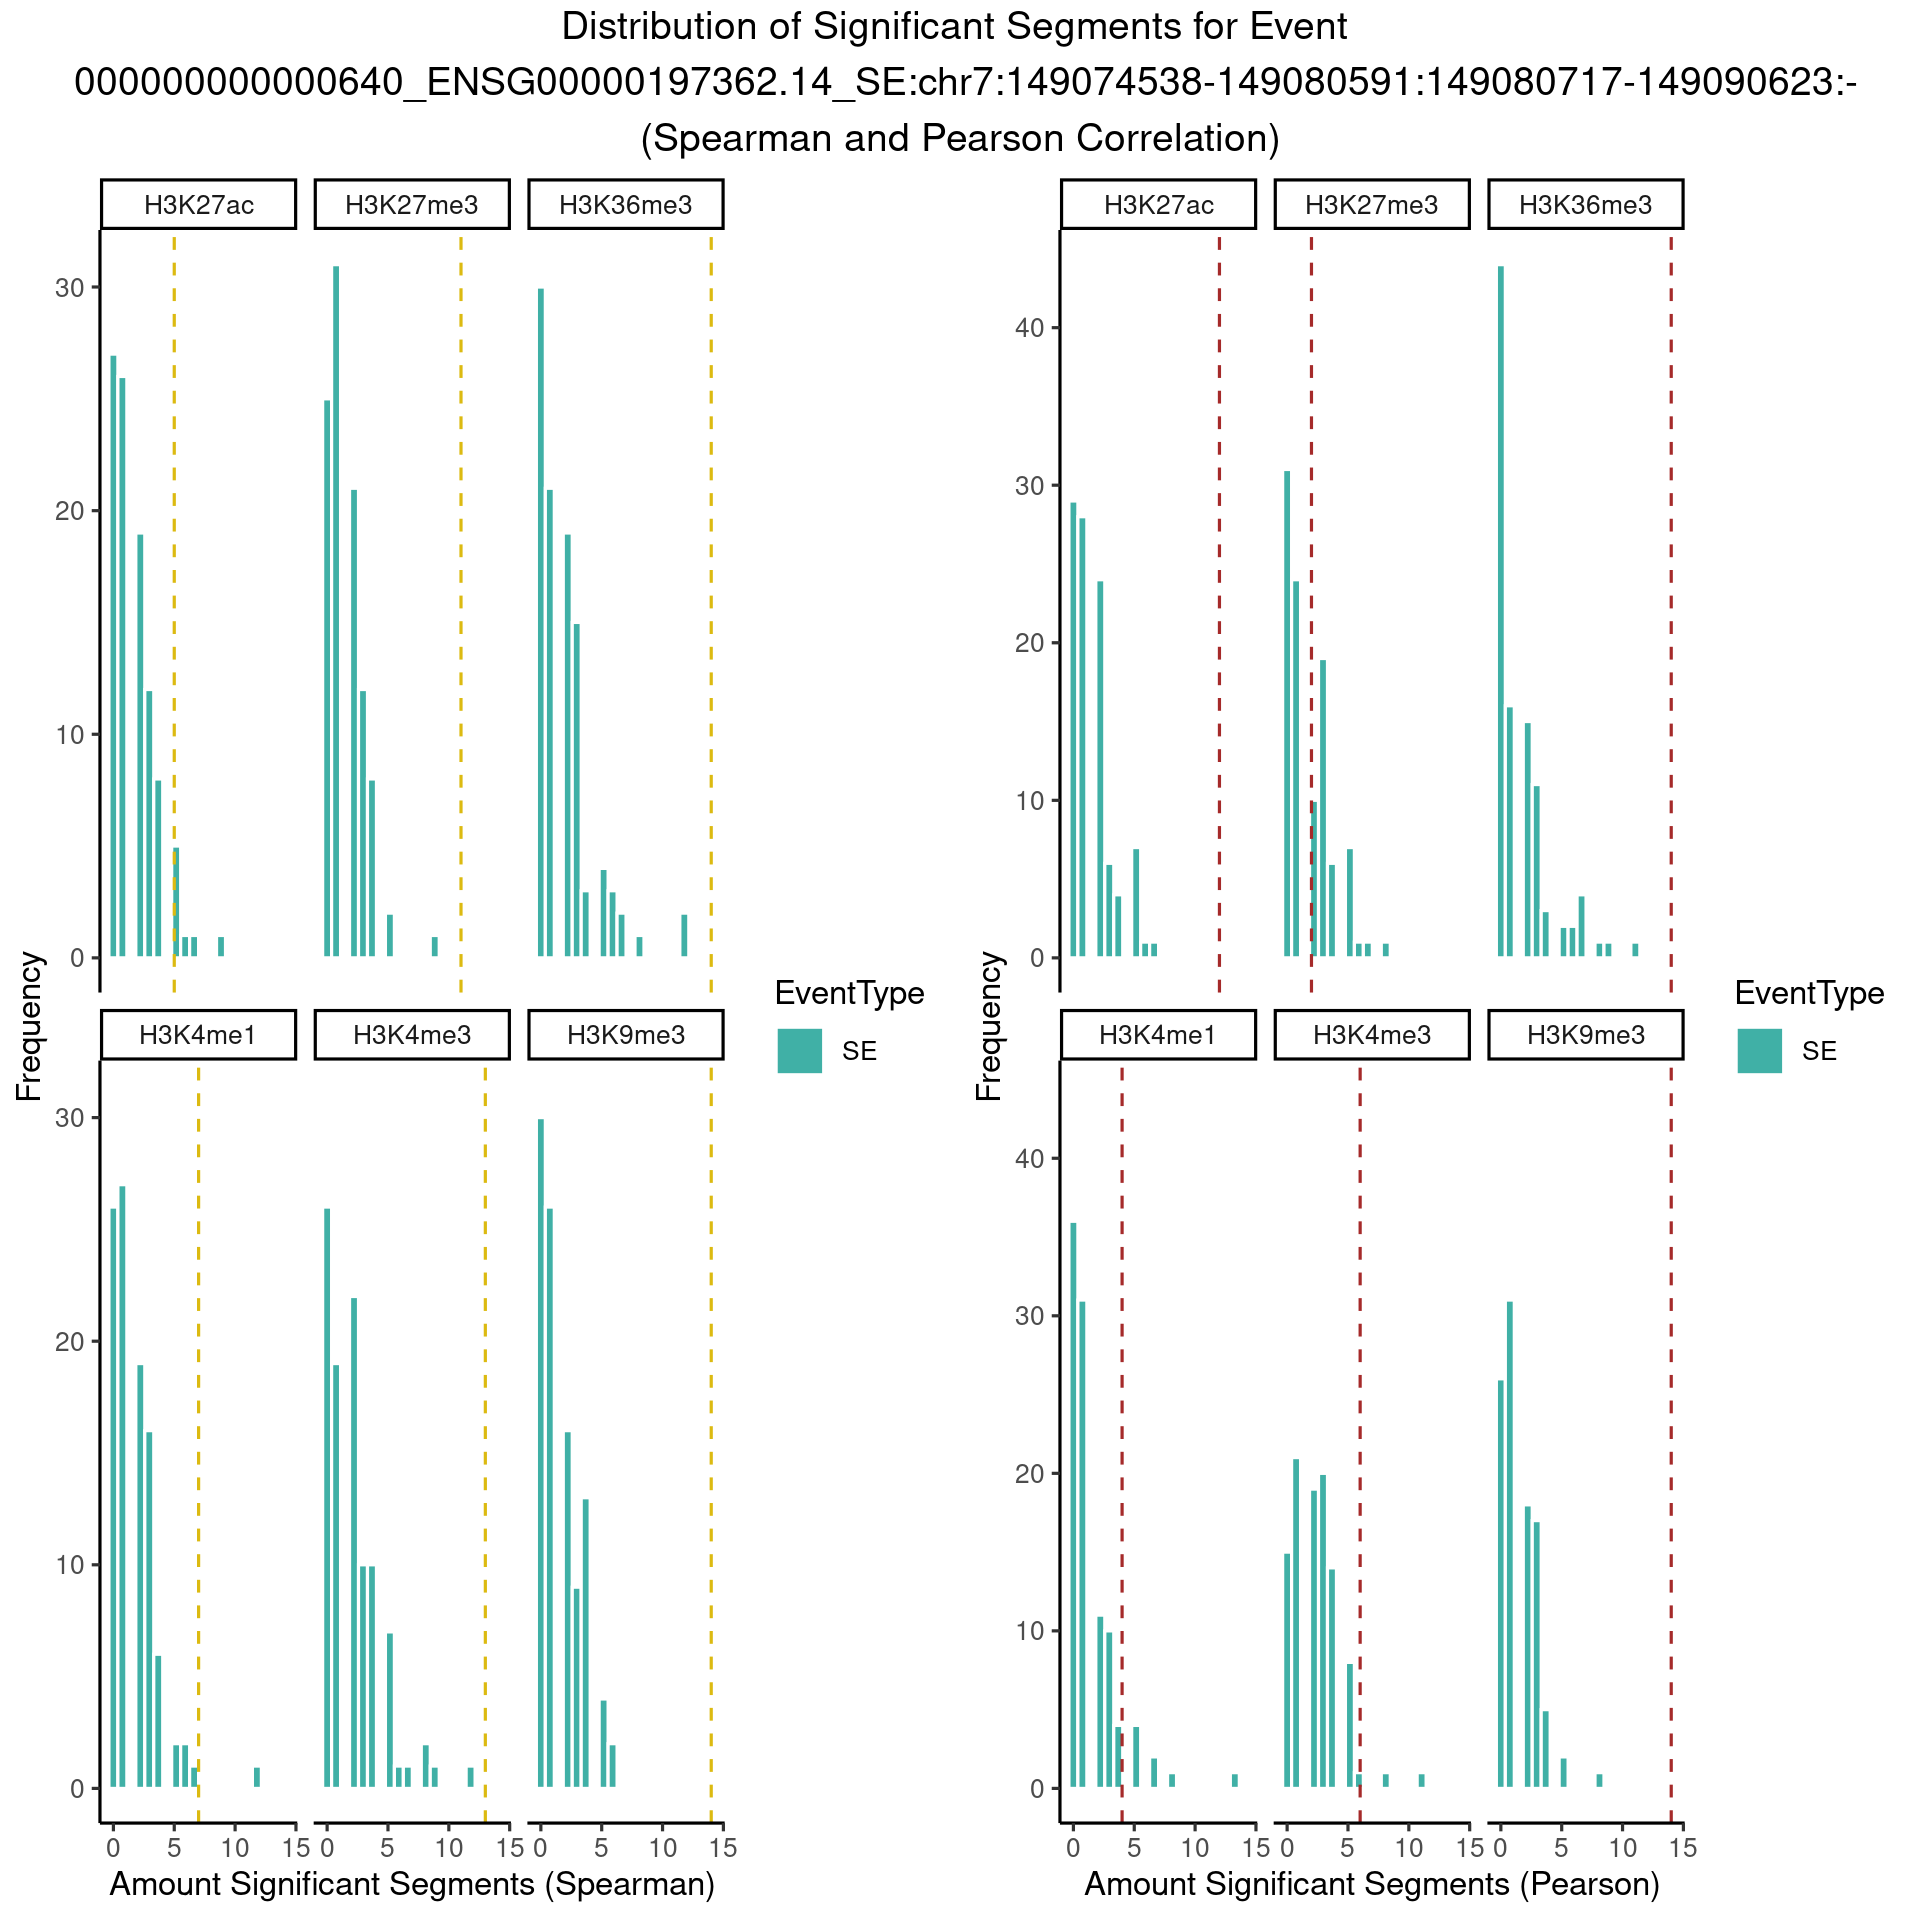 Distribution of Significant Segments for Event
000000000000640_ENSG00000197362.14_SE:chr7:149074538-149080591:149080717-149090623:-
(Spearman and Pearson Correlation)
H3K27ac H3K27me3 H3K36me3
30
20
10
0
H3K4me1 H3K4me3 H3K9me3
30
20
10
0
0 5 10 15 0 5 10 15 0 5 10 15
Frequency
Amount Significant Segments (Spearman)
EventType
SE
H3K27ac H3K27me3 H3K36me3
40
30
20
10
0
H3K4me1 H3K4me3 H3K9me3
40
30
20
10
0
0 5 10 15 0 5 10 15 0 5 10 15
Frequency
Amount Significant Segments (Pearson)
EventType
SE